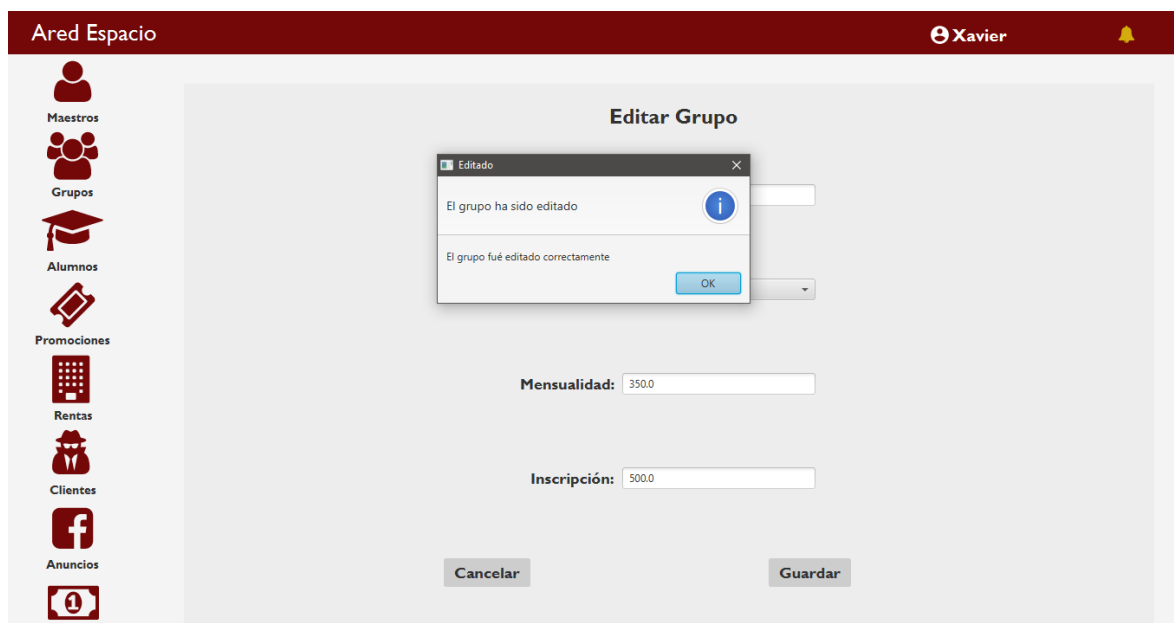 Ared Espacio
Xavier
Maestros
Grupos
Alumnos
Promociones
Rentas
Clientes
Anuncios
1
Editar Grupo
Editado
El grupo ha sido editado
i
El grupo fué editado correctamente
OK
Mensualidad: 350.0
Inscripción: 500.0
Cancelar
Guardar